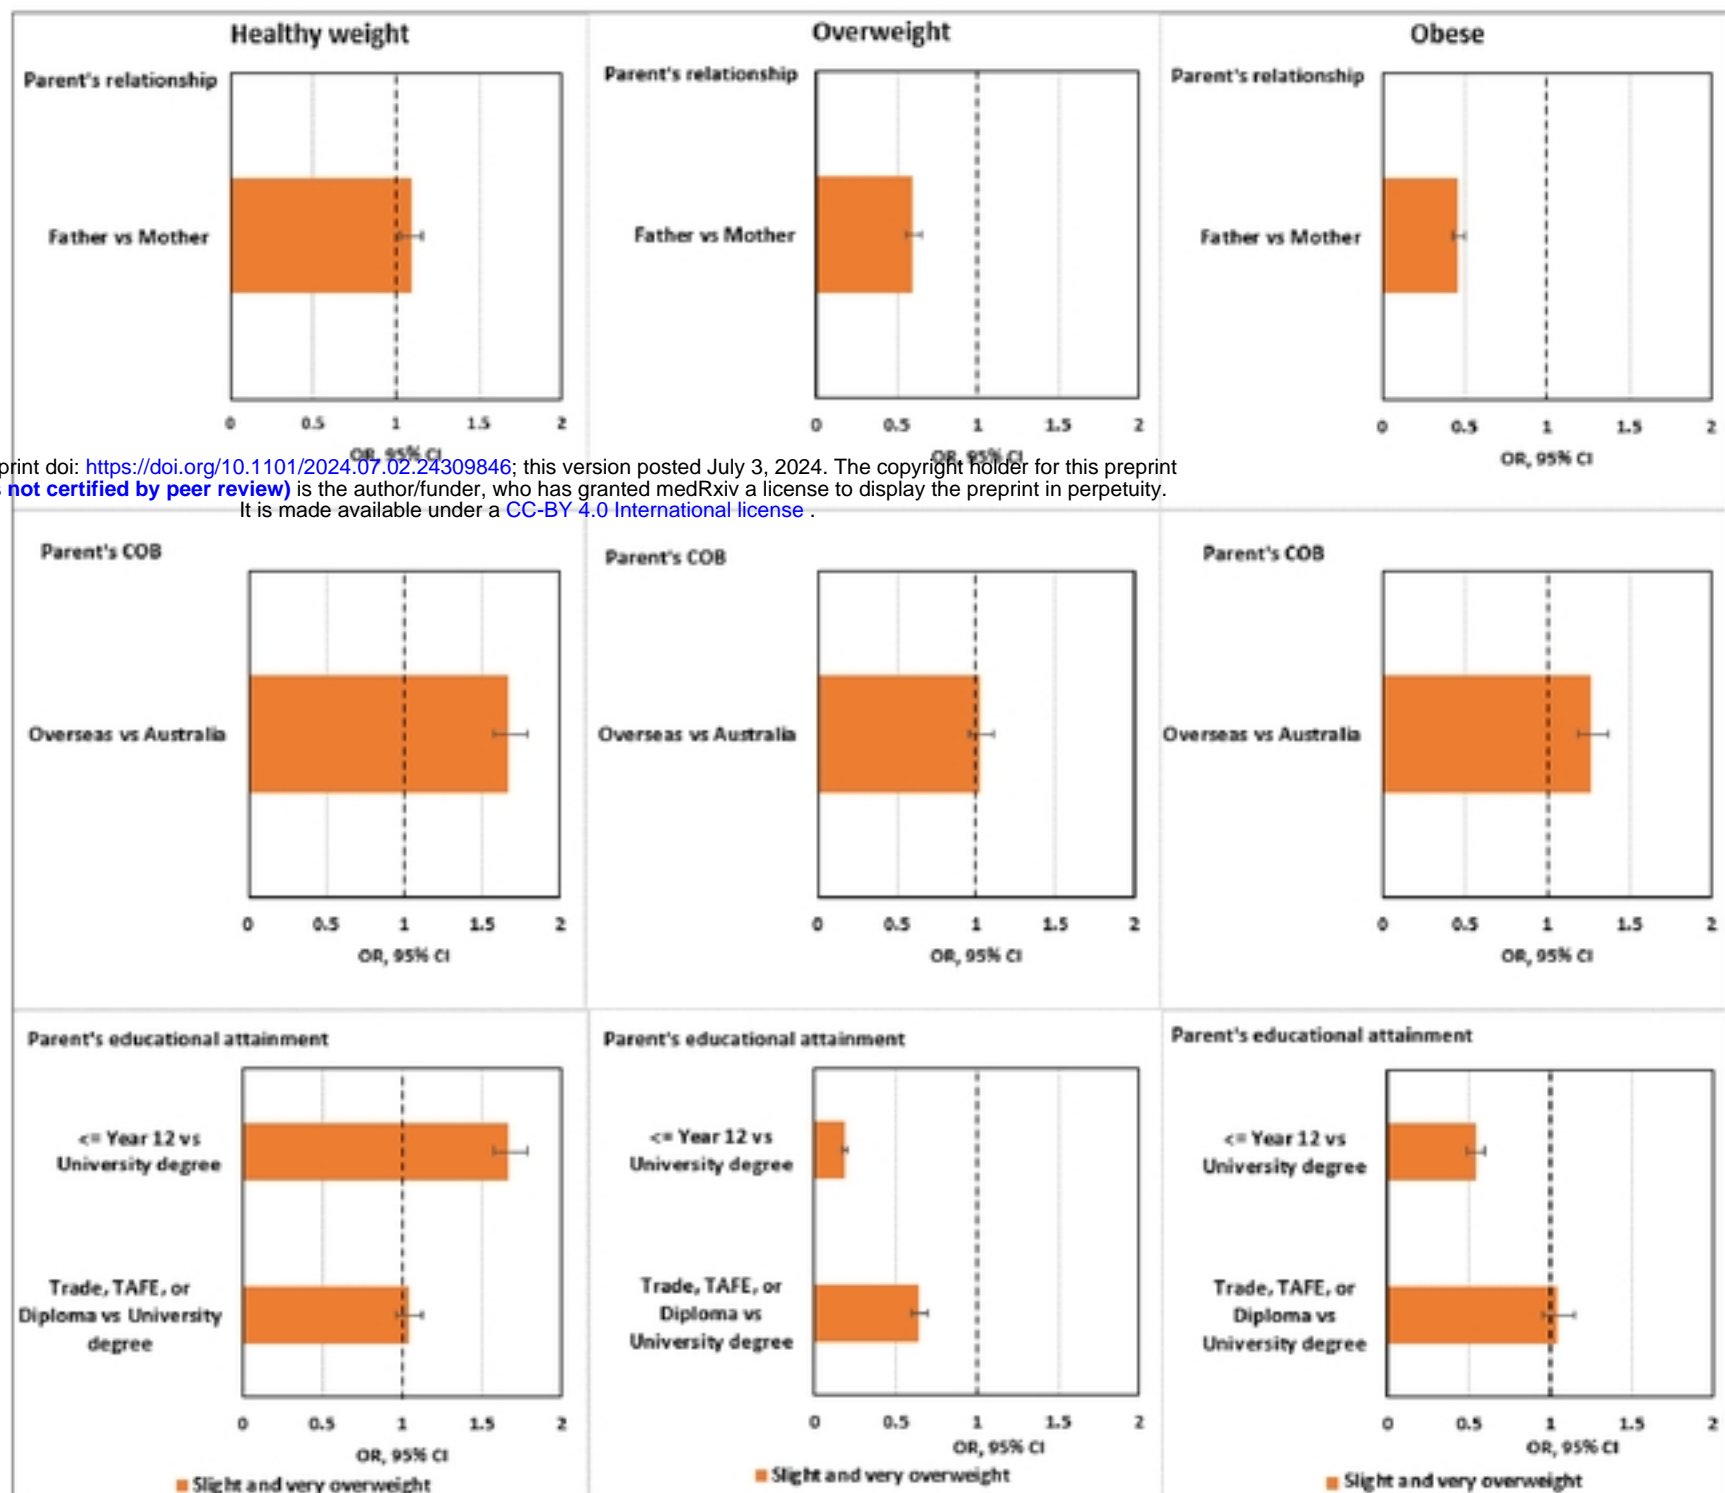 Healthy weight
Overweight
Obese
Parent's relationship
Father vs Mother
0 0.5 1 1.5 2
OR, 95% CI
Parent's relationship
Father vs Mother
0 0.5 1 1.5 2
OR, 95% CI
Parent's relationship
Father vs Mother
0 0.5 1 1.5 2
OR, 95% CI
print doi: https://doi.org/10.1101/2024.07.02.24309846; this version posted July 3, 2024. The copyright holder for this preprint
not certified by peer review) is the author/funder, who has granted medRxiv a license to display the preprint in perpetuity.
It is made available under a CC-BY 4.0 International license .
Parent's COB
Overseas vs Australia
0 0.5 1 1.5 2
OR, 95% CI
Parent's COB
Overseas vs Australia
0 0.5 1 1.5 2
OR, 95% CI
Parent's COB
Overseas vs Australia
0 0.5 1 1.5 2
OR, 95% CI
Parent's educational attainment
<= Year 12 vs
University degree
Trade, TAFE, or
Diploma vs University
degree
0 0.5 1 1.5 2
OR, 95% CI
Slight and very overweight
Parent's educational attainment
<= Year 12 vs
University degree
Trade, TAFE, or
Diploma vs
University degree
0 0.5 1 1.5 2
OR, 95% CI
Slight and very overweight
Parent's educational attainment
<= Year 12 vs
University degree
Trade, TAFE, or
Diploma vs
University degree
0 0.5 1 1.5 2
OR, 95% CI
Slight and very overweight